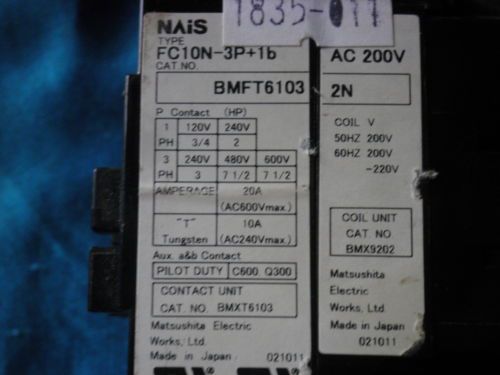 1835-011
NAiS
TYPE
FC10N-3P+1b
CAT.NO.
BMFT6103
P Contact (HP)
1 120V 240V
PH 3/4 2
3 240V 480V 600V
PH 3 7 1/2 7 1/2
AMPERAGE 20A
(AC600Vmax.)
"T" 10A
Tungsten (AC240Vmax.)
Aux. a&b Contact
PILOT DUTY C600 Q300
CONTACT UNIT
CAT. NO. BMXT6103
Matsushita Electric
Works, Ltd.
Made in Japan 021011
AC 200V
2N
COIL V
50HZ 200V
60HZ 200V
-220V
COIL UNIT
CAT. NO
BMX9202
Matsushita
Electric
Works, Ltd.
Made in Japan
021011